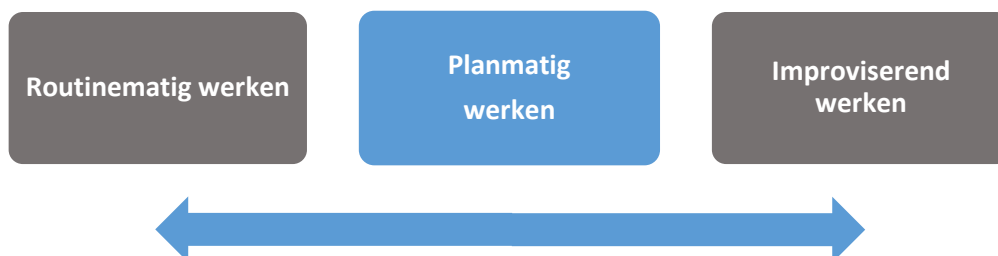 Routinematig werken
Planmatig
werken
Improviserend
werken